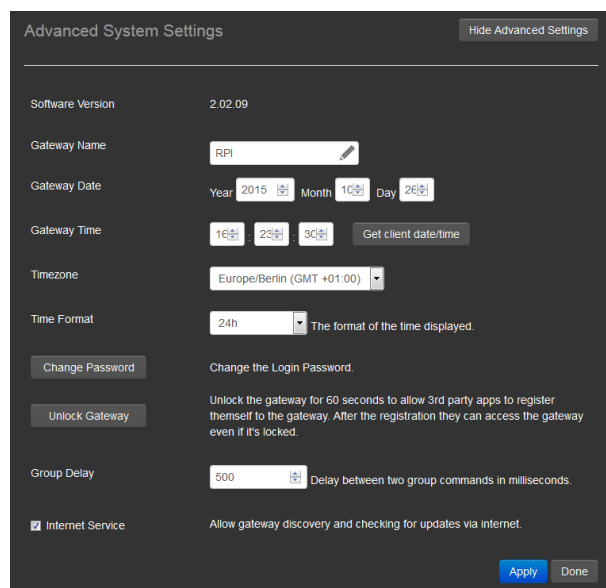 Advanced System Settings Hide Advanced Settings
Software Version 2.02.09
Gateway Name RPI
Gateway Date Year 2015 Month 10 Day 26
Gateway Time 16 : 23 : 30 Get client date/time
Timezone Europe/Berlin (GMT +01:00)
Time Format 24h The format of the time displayed.
Change Password Change the Login Password.
Unlock the gateway for 60 seconds to allow 3rd party apps to register
Unlock Gateway themself to the gateway. After the registration they can access the gateway
even if it's locked.
Group Delay 500 Delay between two group commands in milliseconds.
Internet Service Allow gateway discovery and checking for updates via internet.
Apply Done